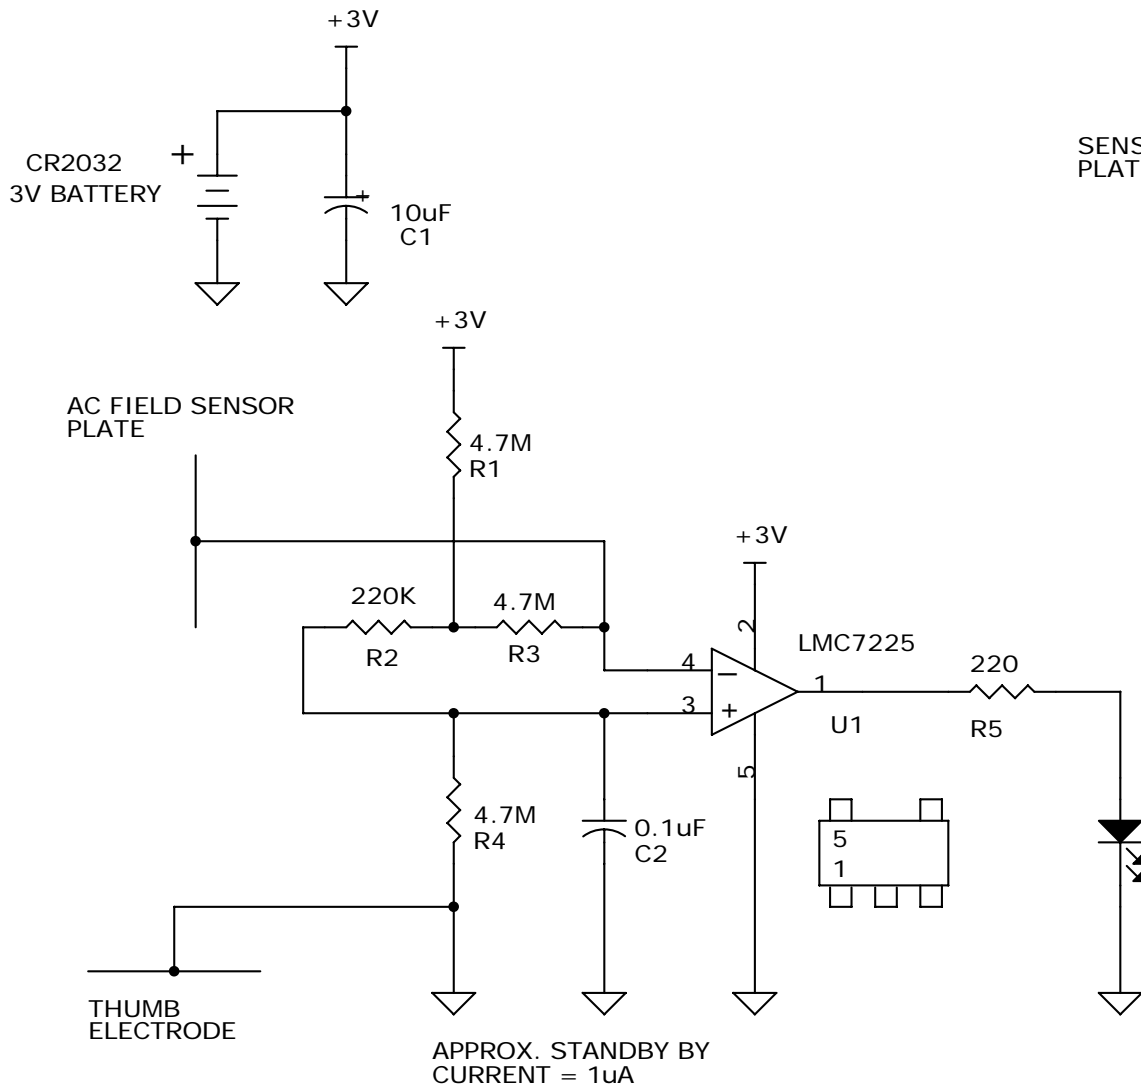 +3V
+
CR2032
3V BATTERY
+
10uF
C1
SENS
PLAT
+3V
AC FIELD SENSOR
PLATE
4.7M
R1
+3V
220K
R2
4.7M
R3
2
LMC7225
4
−
3
+
1
U1
5
220
R5
4.7M
R4
0.1uF
C2
5
1
THUMB
ELECTRODE
APPROX. STANDBY BY
CURRENT = 1uA